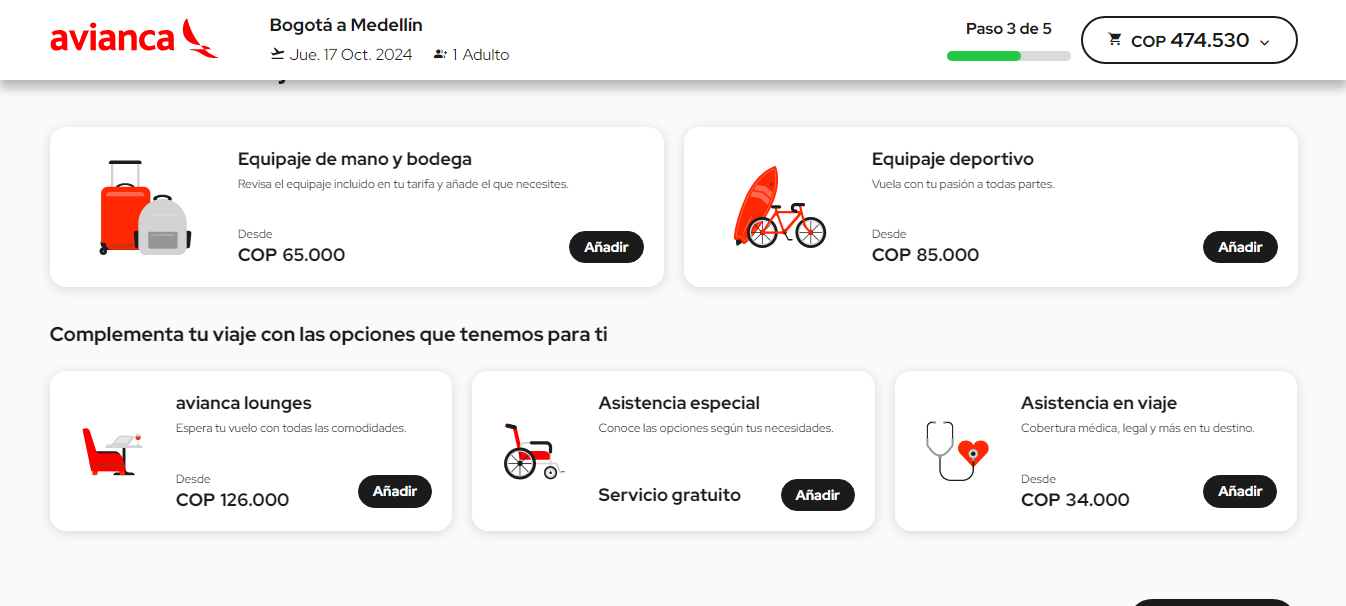 avianca
Bogotá a Medellín
Jue. 17 Oct. 2024
1 Adulto
Paso 3 de 5
COP 474.530
Equipaje de mano y bodega
Revisa el equipaje incluido en tu tarifa y añade el que necesites.
Desde
COP 65.000
Añadir
Equipaje deportivo
Vuela con tu pasión a todas partes.
Desde
COP 85.000
Añadir
Complementa tu viaje con las opciones que tenemos para ti
avianca lounges
Espera tu vuelo con todas las comodidades.
Desde
COP 126.000
Añadir
Asistencia especial
Conoce las opciones según tus necesidades.
Servicio gratuito
Añadir
Asistencia en viaje
Cobertura médica, legal y más en tu destino.
Desde
COP 34.000
Añadir